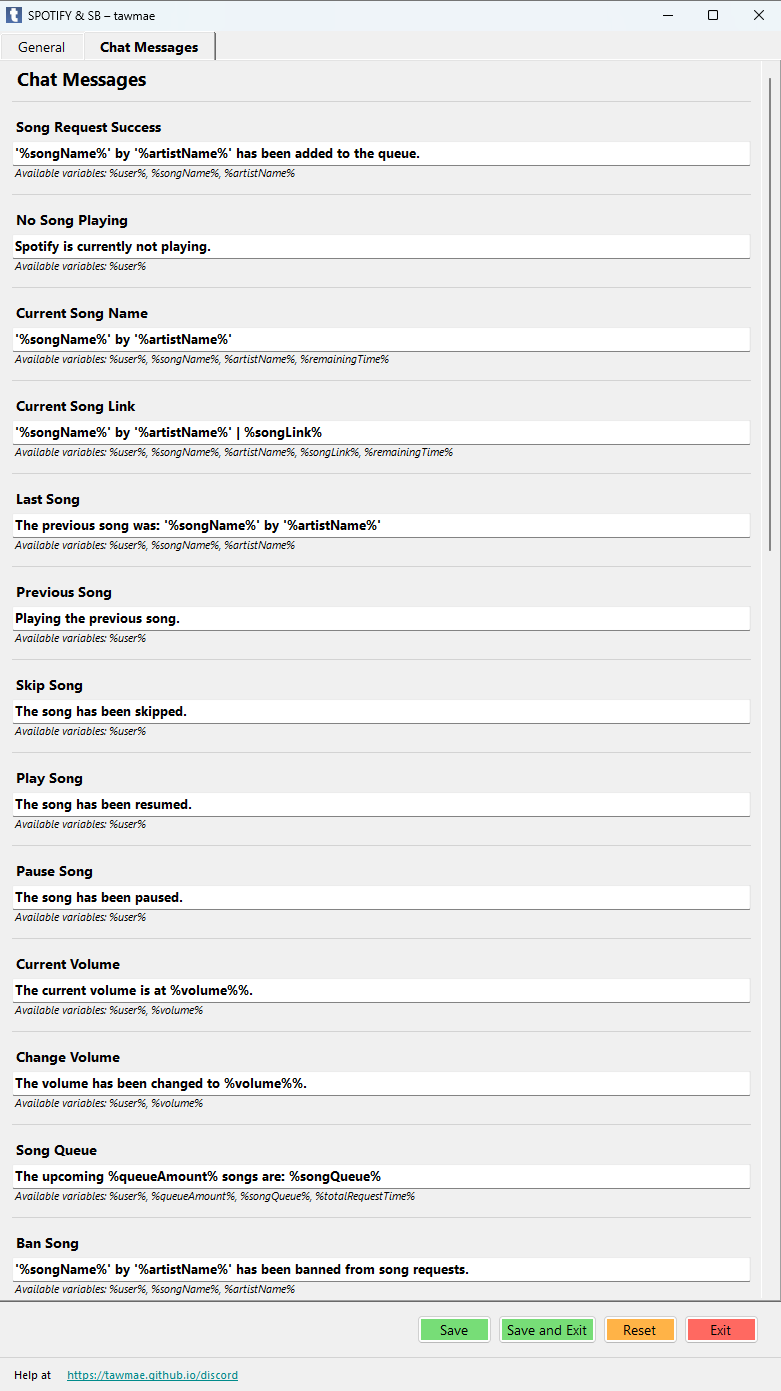 SPOTIFY & SB – tawmae
General
Chat Messages
Chat Messages
Song Request Success
'%songName%' by '%artistName%' has been added to the queue.
Available variables: %user%, %songName%, %artistName%
No Song Playing
Spotify is currently not playing.
Available variables: %user%
Current Song Name
'%songName%' by '%artistName%'
Available variables: %user%, %songName%, %artistName%, %remainingTime%
Current Song Link
'%songName%' by '%artistName%' | %songLink%
Available variables: %user%, %songName%, %artistName%, %songLink%, %remainingTime%
Last Song
The previous song was: '%songName%' by '%artistName%'
Available variables: %user%, %songName%, %artistName%
Previous Song
Playing the previous song.
Available variables: %user%
Skip Song
The song has been skipped.
Available variables: %user%
Play Song
The song has been resumed.
Available variables: %user%
Pause Song
The song has been paused.
Available variables: %user%
Current Volume
The current volume is at %volume%%.
Available variables: %user%, %volume%
Change Volume
The volume has been changed to %volume%%.
Available variables: %user%, %volume%
Song Queue
The upcoming %queueAmount% songs are: %songQueue%
Available variables: %user%, %queueAmount%, %songQueue%, %totalRequestTime%
Ban Song
'%songName%' by '%artistName%' has been banned from song requests.
Available variables: %user%, %songName%, %artistName%
Save
Save and Exit
Reset
Exit
Help at https://tawmae.github.io/discord